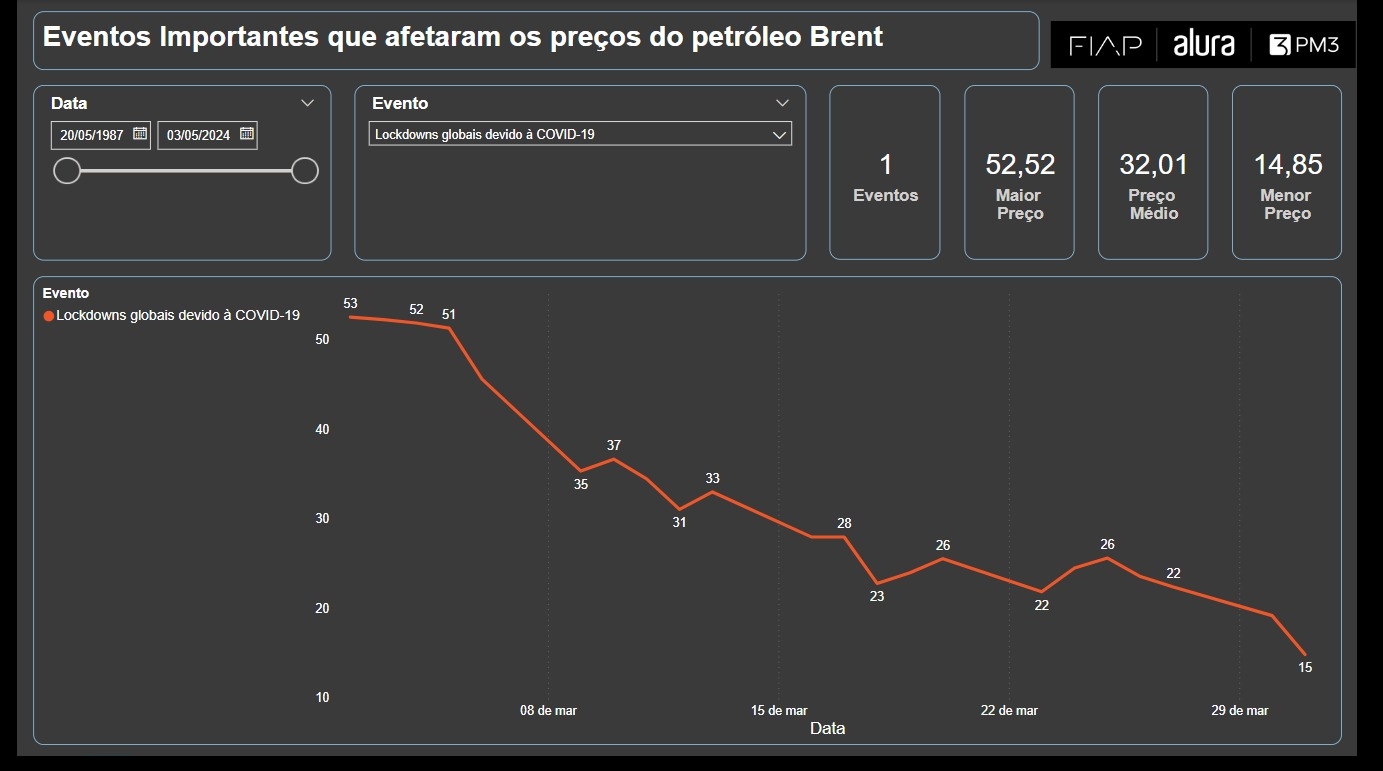 Eventos Importantes que afetaram os preços do petróleo Brent
FIAP alura PM3
Data
20/05/1987 03/05/2024
Evento
Lockdowns globais devido à COVID-19
1
Eventos
52,52
Maior
Preço
32,01
Preço
Médio
14,85
Menor
Preço
Evento
Lockdowns globais devido à COVID-19
50
40
30
20
10
53
52
51
35
37
31
33
28
23
26
22
26
22
15
08 de mar
15 de mar
22 de mar
29 de mar
Data